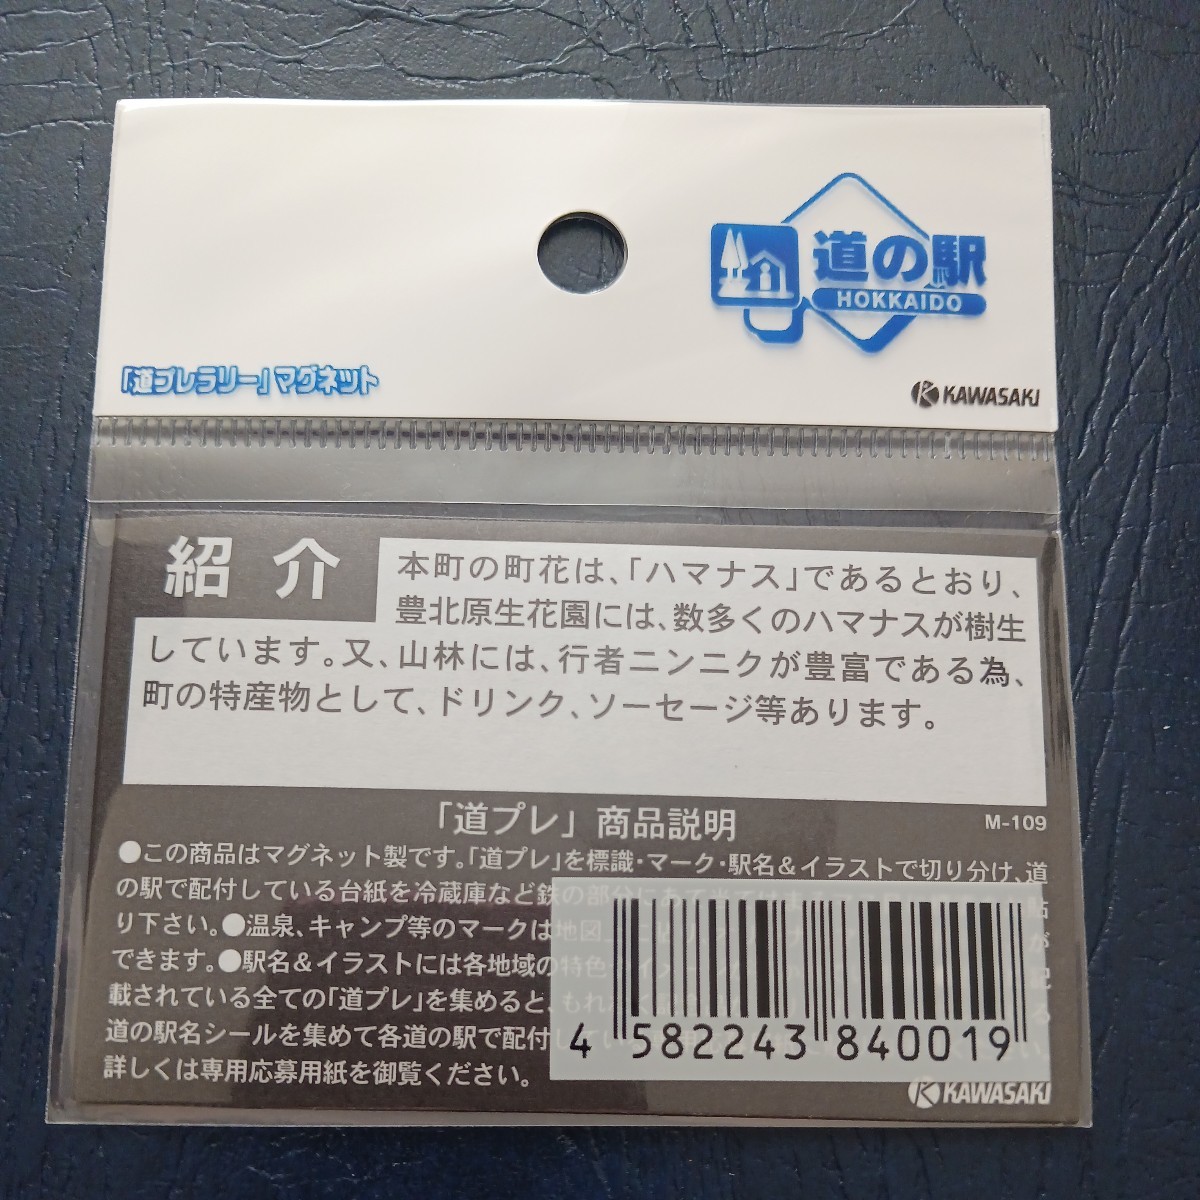 道の駅
HOKKAIDO
「道プレラリー」マグネット
KAWASAKI
紹介
本町の町花は、「ハマナス」であるとおり、
豊北原生花園には、数多くのハマナスが樹生
しています。又、山林には、行者ニンニクが豊富である為、
町の特産物として、ドリンク、ソーセージ等あります。
「道プレ」商品説明
M-109
●この商品はマグネット製です。「道プレ」を標識・マーク・駅名＆イラストで切り分け、道
の駅で配付している台紙を冷蔵庫など鉄の部分に
り下さい。●温泉、キャンプ等のマークは地図
できます。●駅名＆イラストには各地域の特色
載されている全ての「道プレ」を集めると、もれなく
道の駅名シールを集めて各道の駅で配付し
詳しくは専用応募用紙を御覧ください。
4 582243 840019
KAWASAKI